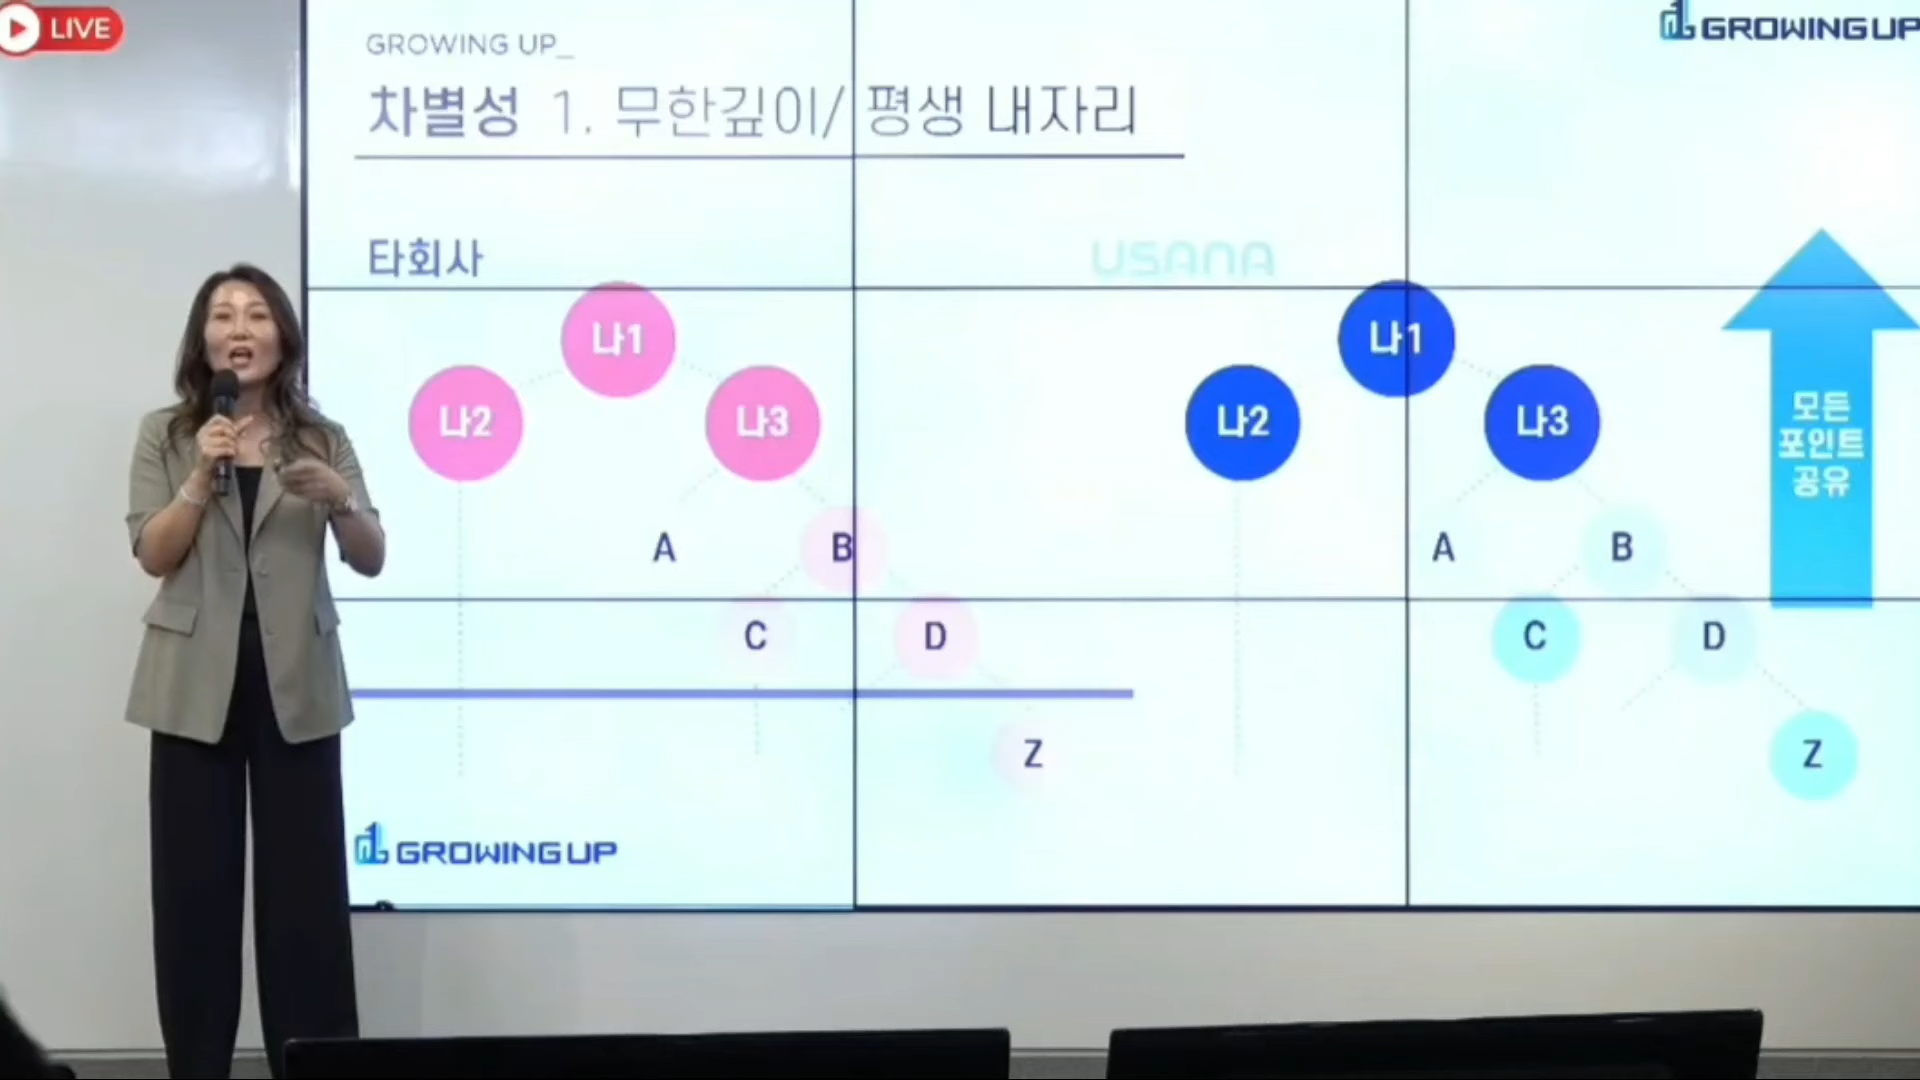 LIVE
GROWING UP_
GROWING UP
차별성 1. 무한깊이/ 평생 내자리
타회사
USANA
나1
나2
나3
A
B
C
D
Z
나1
나2
나3
A
B
C
D
Z
모든
포인트
공유
GROWING UP